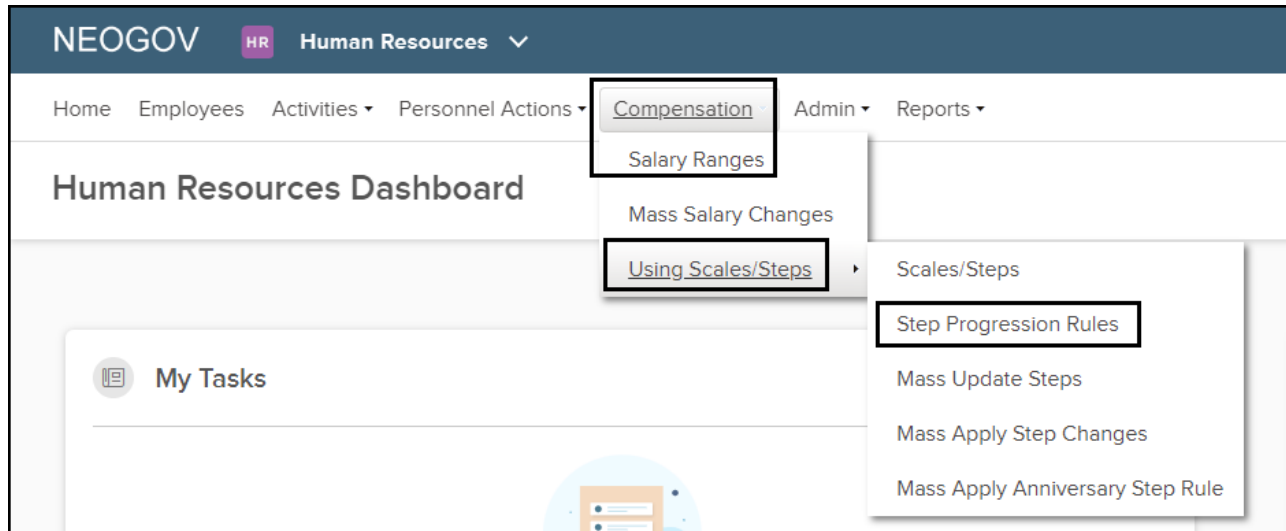 NEOGOV HR Human Resources
Home Employees Activities Personnel Actions Compensation Admin Reports
Salary Ranges
Human Resources Dashboard
Mass Salary Changes
Using Scales/Steps Scales/Steps
Step Progression Rules
My Tasks Mass Update Steps
Mass Apply Step Changes
Mass Apply Anniversary Step Rule